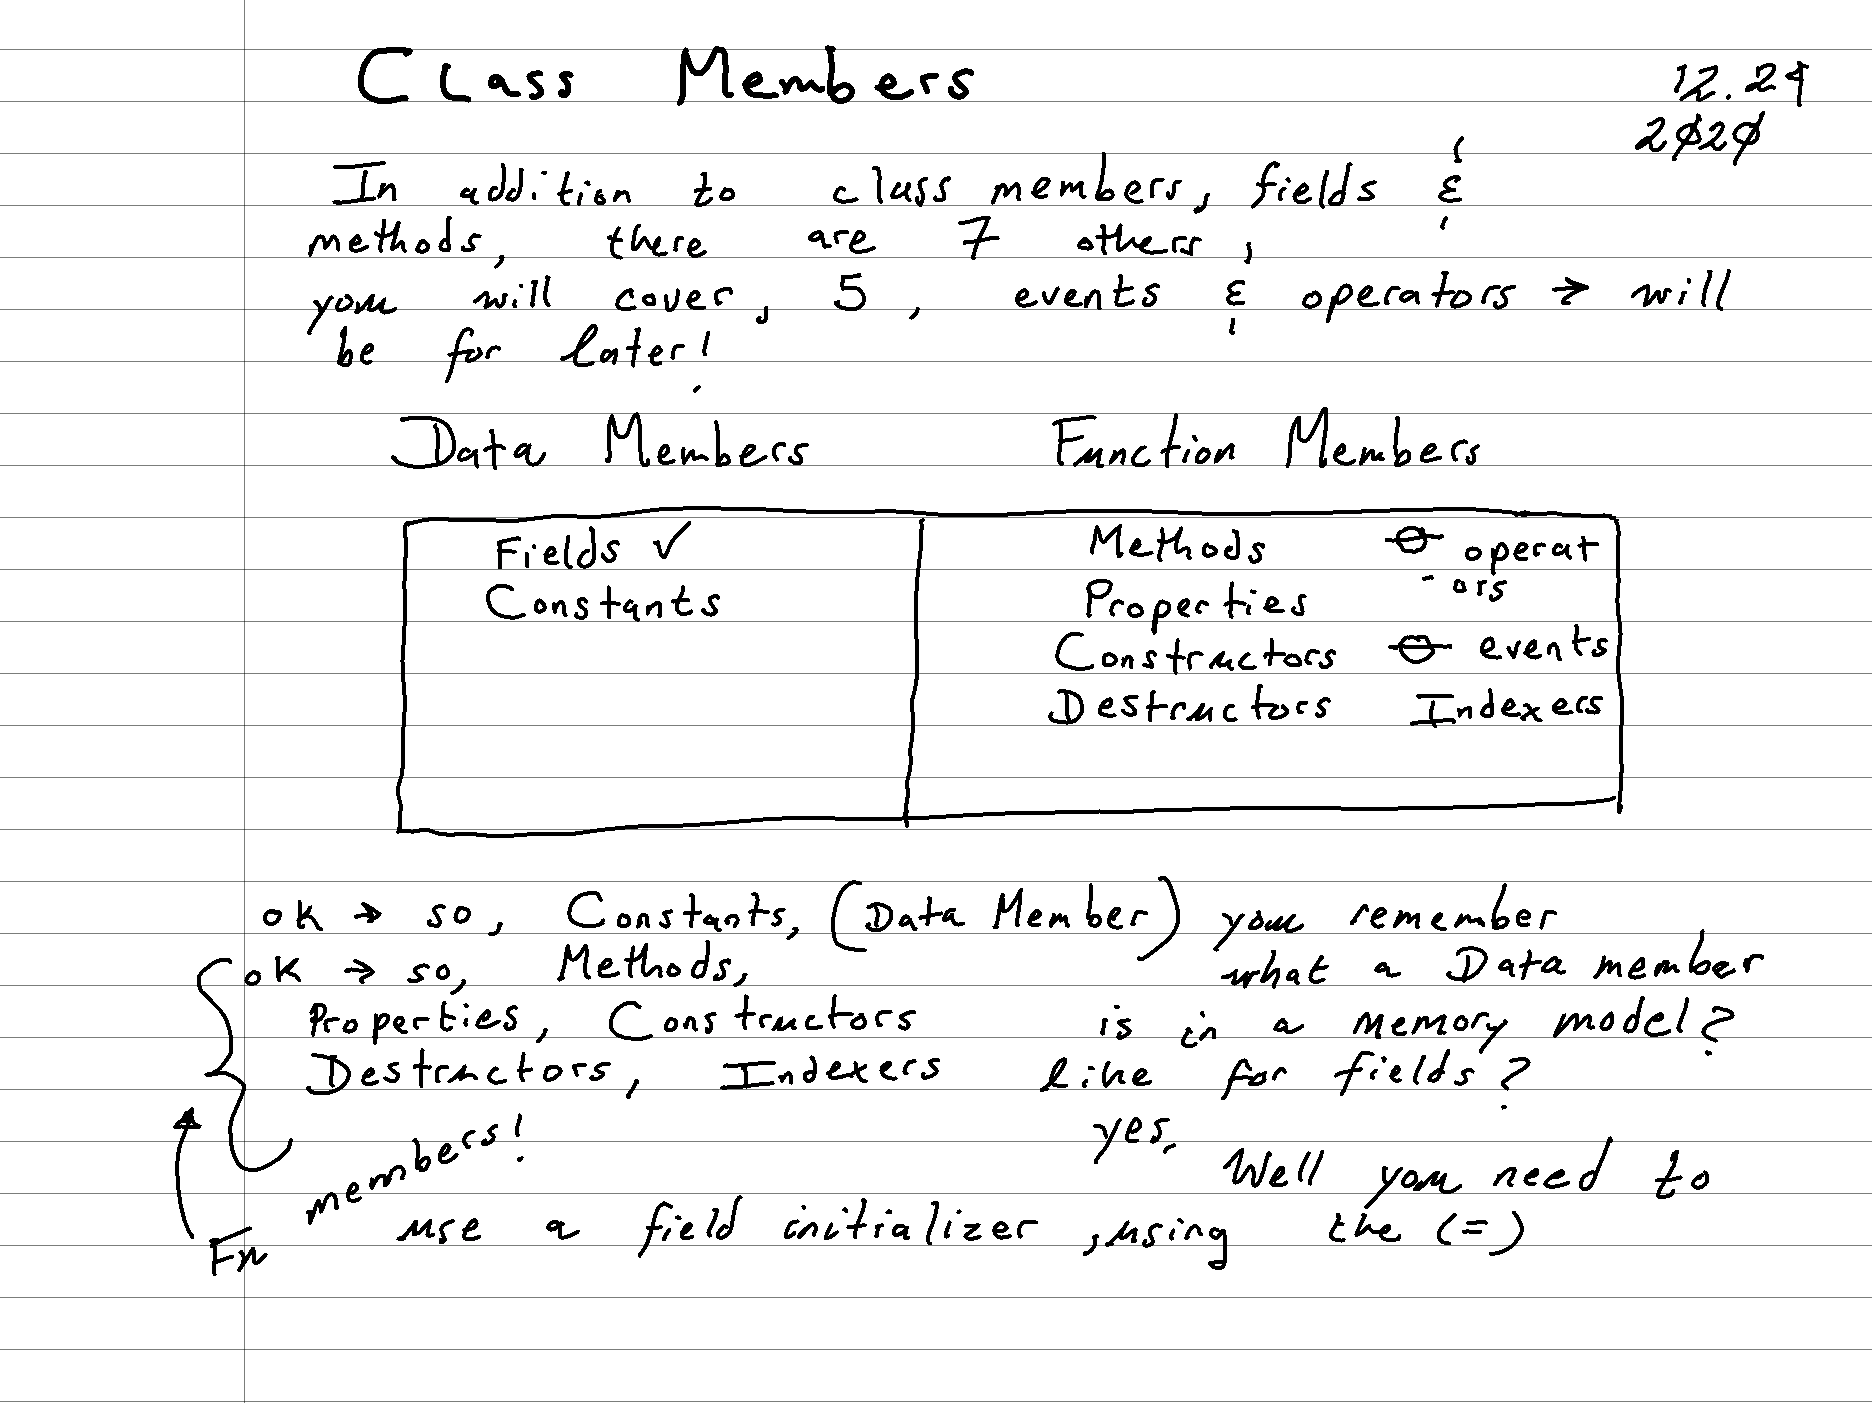 Class Members
12.24
2020
In addition to class members, fields &
methods, there are 7 others,
you will cover, 5, events & operators → will
be for later!
Data Members
Function Members
Fields ✓
Constants
Methods
Properties
Constructors
Destructors
operat
-ors
events
Indexers
ok → so, Constants, (Data Member) you remember
what a Data member
is in a memory model?
like for fields?
yes.
Well you need to
use a field initializer, using the (=)
ok → so, Methods,
Properties, Constructors
Destructors, Indexers
members!
Fn